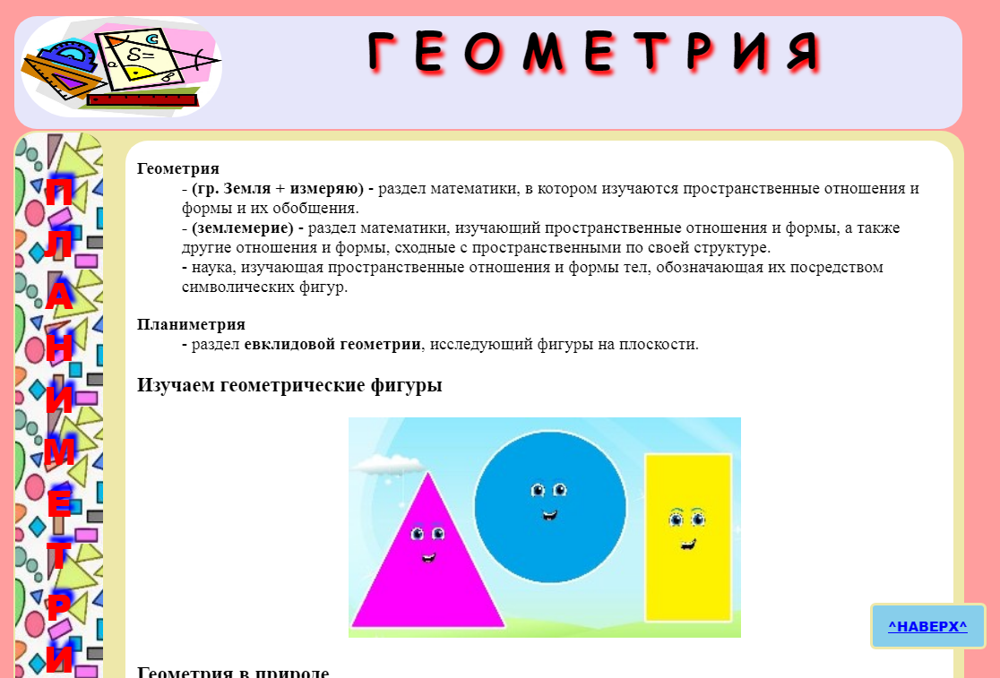 Г Е О М Е Т Р И Я
S=
c
a
b
П
Л
А
Н
И
М
Е
Т
Р
И
Геометрия
- (гр. Земля + измеряю) - раздел математики, в котором изучаются пространственные отношения и
формы и их обобщения.
- (землемерие) - раздел математики, изучающий пространственные отношения и формы, а также
другие отношения и формы, сходные с пространственными по своей структуре.
- наука, изучающая пространственные отношения и формы тел, обозначающая их посредством
символических фигур.
Планиметрия
- раздел евклидовой геометрии, исследующий фигуры на плоскости.
Изучаем геометрические фигуры
^НАВЕРХ^
Геометрия в природе